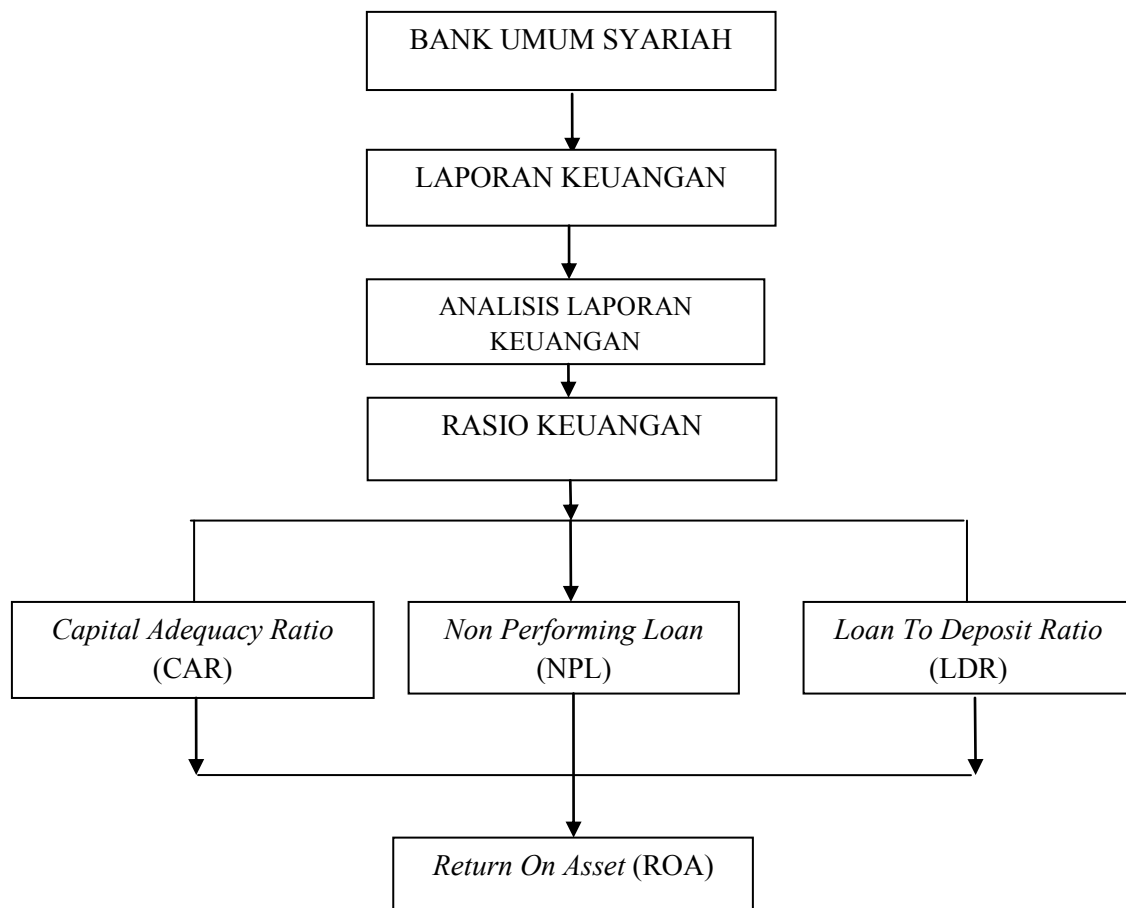 BANK UMUM SYARIAH
LAPORAN KEUANGAN
ANALISIS LAPORAN
KEUANGAN
RASIO KEUANGAN
Capital Adequacy Ratio
(CAR)
Non Performing Loan
(NPL)
Loan To Deposit Ratio
(LDR)
Return On Asset (ROA)